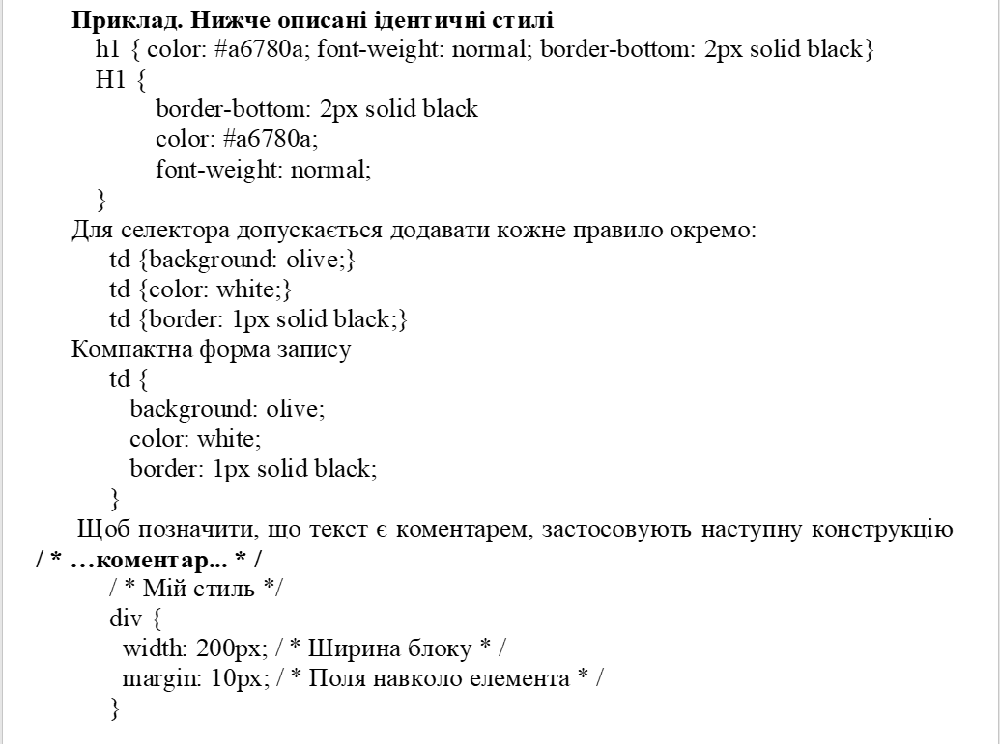 Приклад. Нижче описані ідентичні стилі
h1 { color: #a6780a; font-weight: normal; border-bottom: 2px solid black}
H1 {
border-bottom: 2px solid black
color: #a6780a;
font-weight: normal;
}
Для селектора допускається додавати кожне правило окремо:
td {background: olive;}
td {color: white;}
td {border: 1px solid black;}
Компактна форма запису
td {
background: olive;
color: white;
border: 1px solid black;
}
Щоб позначити, що текст є коментарем, застосовують наступну конструкцію
/ * …коментар... * /
/ * Мій стиль */
div {
width: 200px; / * Ширина блоку * /
margin: 10px; / * Поля навколо елемента * /
}